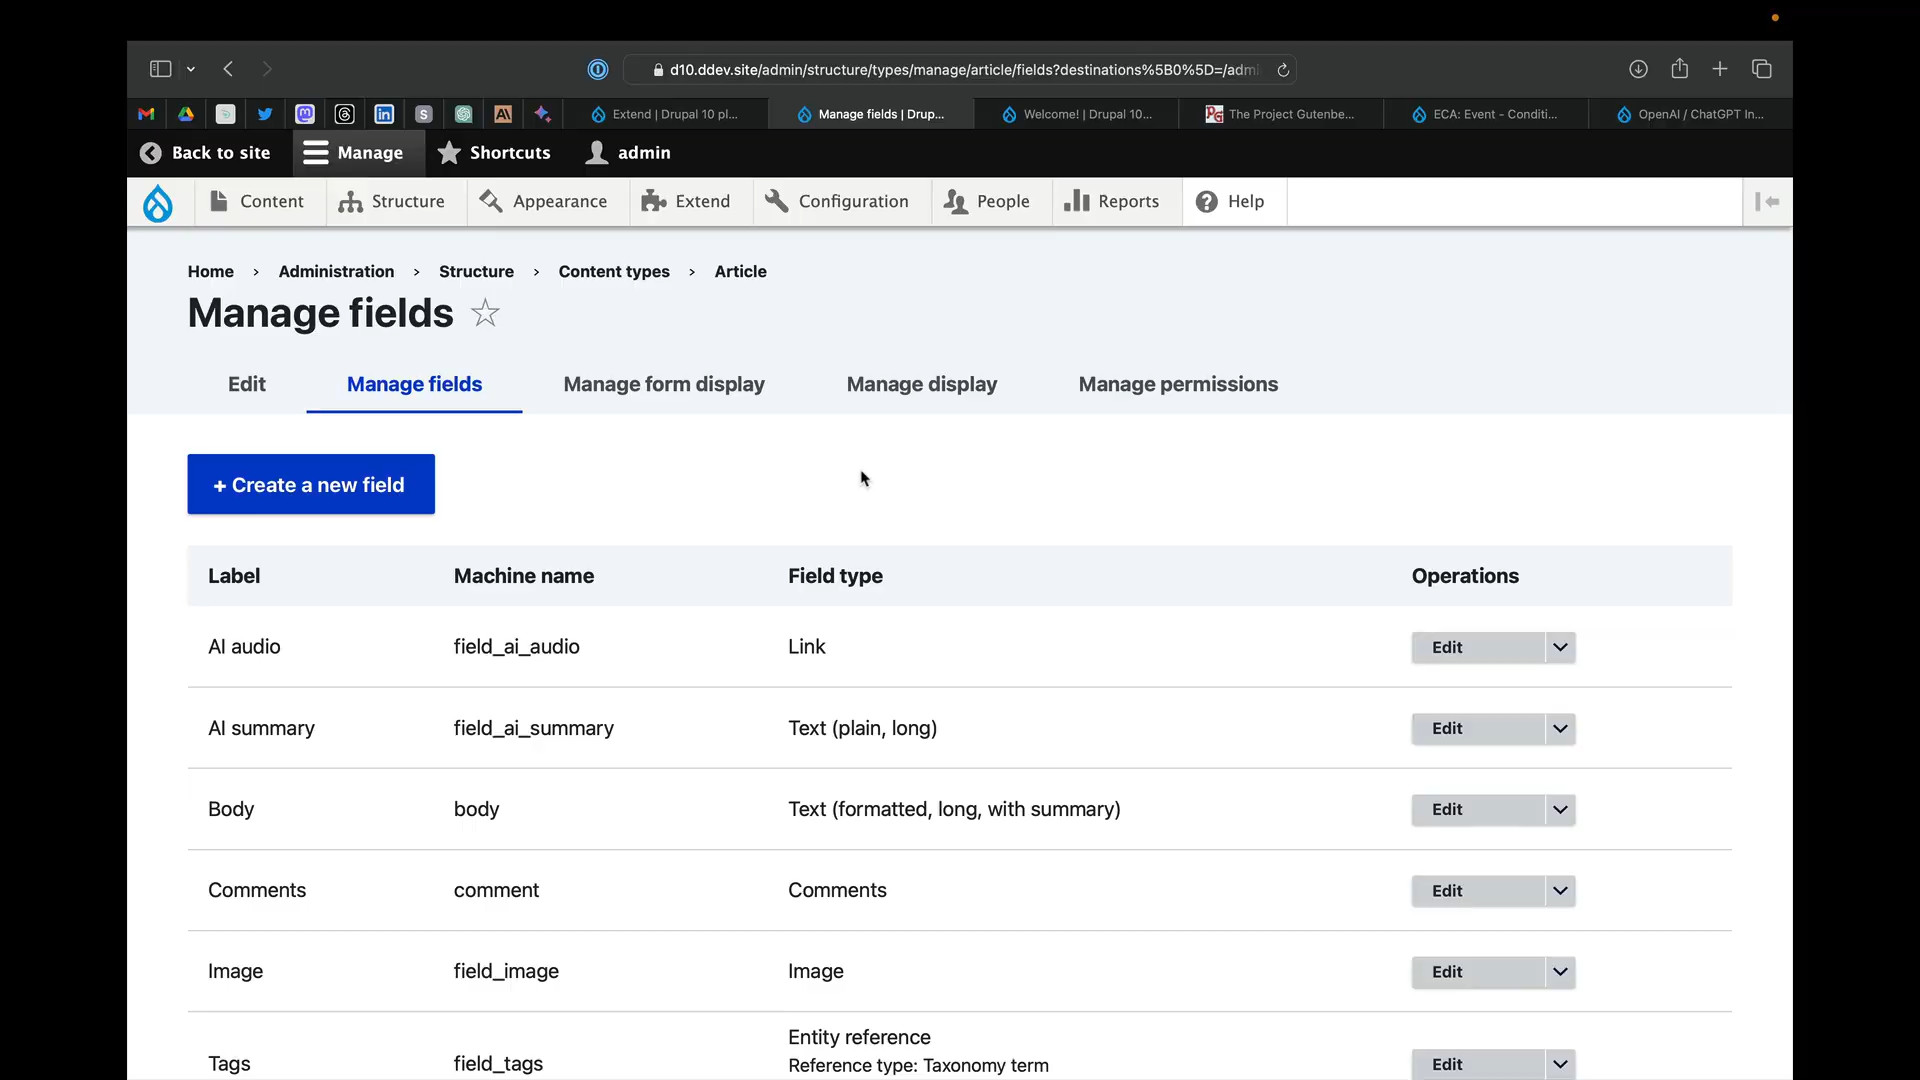 d10.ddev.site/admin/structure/types/manage/article/fields?destinations%5B0%5D=/admi
S
AI
Extend | Drupal 10 pl...
Manage fields | Drup...
Welcome! | Drupal 10...
PG
The Project Gutenbe...
ECA: Event - Conditi...
OpenAI / ChatGPT In...
Back to site
Manage
Shortcuts
admin
Content
Structure
Appearance
Extend
Configuration
People
Reports
Help
Home › Administration › Structure › Content types › Article
Manage fields
Edit
Manage fields
Manage form display
Manage display
Manage permissions
+ Create a new field
Label Machine name Field type Operations
AI audio field_ai_audio Link Edit
AI summary field_ai_summary Text (plain, long) Edit
Body body Text (formatted, long, with summary) Edit
Comments comment Comments Edit
Image field_image Image Edit
Entity reference
Tags field_tags Reference type: Taxonomy term Edit